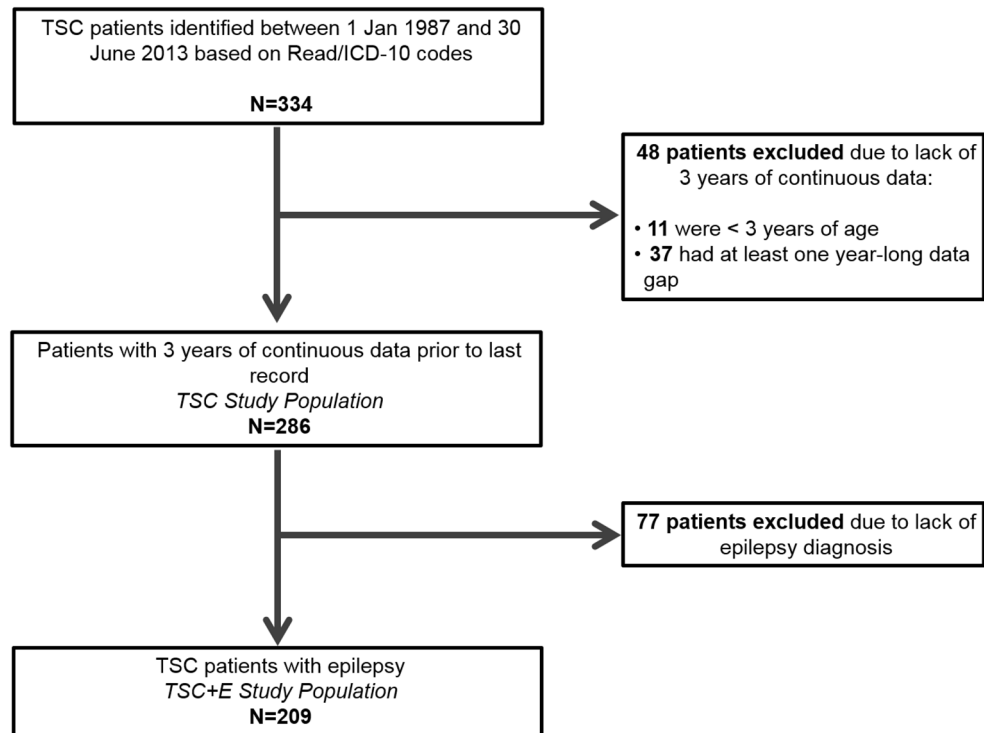 TSC patients identified between 1 Jan 1987 and 30
June 2013 based on Read/ICD-10 codes
N=334
48 patients excluded due to lack of
3 years of continuous data:
• 11 were < 3 years of age
• 37 had at least one year-long data
gap
Patients with 3 years of continuous data prior to last
record
TSC Study Population
N=286
77 patients excluded due to lack of
epilepsy diagnosis
TSC patients with epilepsy
TSC+E Study Population
N=209